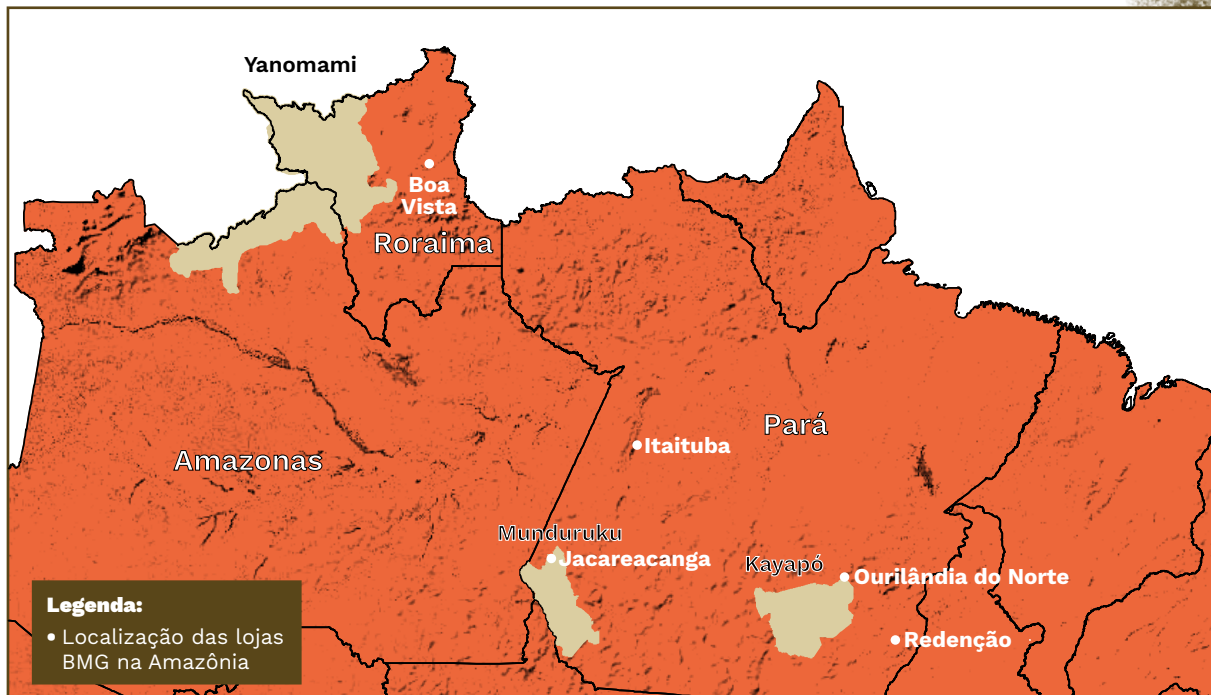 Yanomami
Boa
Vista
Roraima
Pará
Itaituba
Amazonas
Munduruku
Jacareacanga
Kayapó
Ourilândia do Norte
Redenção
Legenda:
• Localização das lojas
BMG na Amazônia